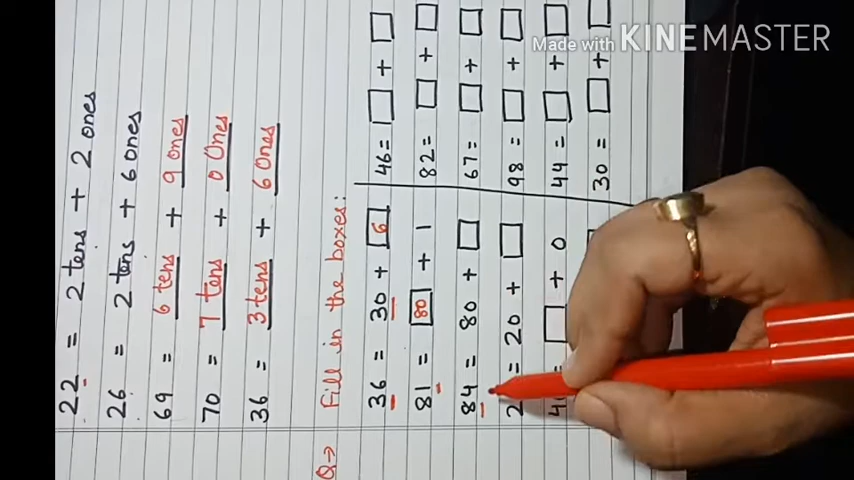 22 = 2 tens + 2 ones
26 = 2 tens + 6 ones
69 = 6 tens + 9 ones
70 = 7 tens + 0 Ones
36 = 3 tens + 6 Ones
Q→ Fill in the boxes:
36 = 30 + 6
81 = 80 + 1
84 = 80 + □
= 20 + □
□ + 0
46 = □ + □
82 = □ + □
67 = □ + □
98 = □ + □
44 = □ + □
30 = □ + □
Made with KINEMASTER